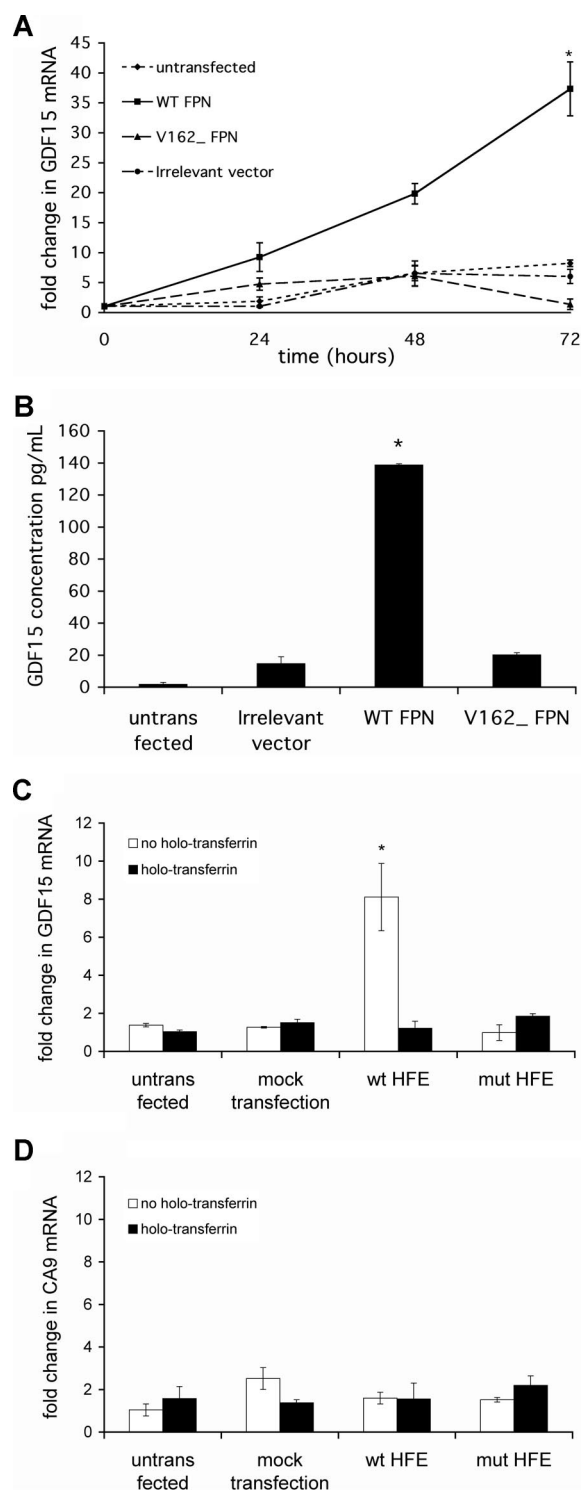 A
fold change in GDF15 mRNA
45
40
35
30
25
20
15
10
5
0
untransfected
WT FPN
V162_ FPN
Irrelevant vector
*
0
24
48
72
time (hours)
B
GDF15 concentration pg/mL
160
140
120
100
80
60
40
20
0
*
untrans
fected
Irrelevant
vector
WT FPN
V162_ FPN
C
fold change in GDF15 mRNA
12
10
8
6
4
2
0
no holo-transferrin
holo-transferrin
*
untrans
fected
mock
transfection
wt HFE
mut HFE
D
fold change in CA9 mRNA
12
10
8
6
4
2
0
no holo-transferrin
holo-transferrin
untrans
fected
mock
transfection
wt HFE
mut HFE